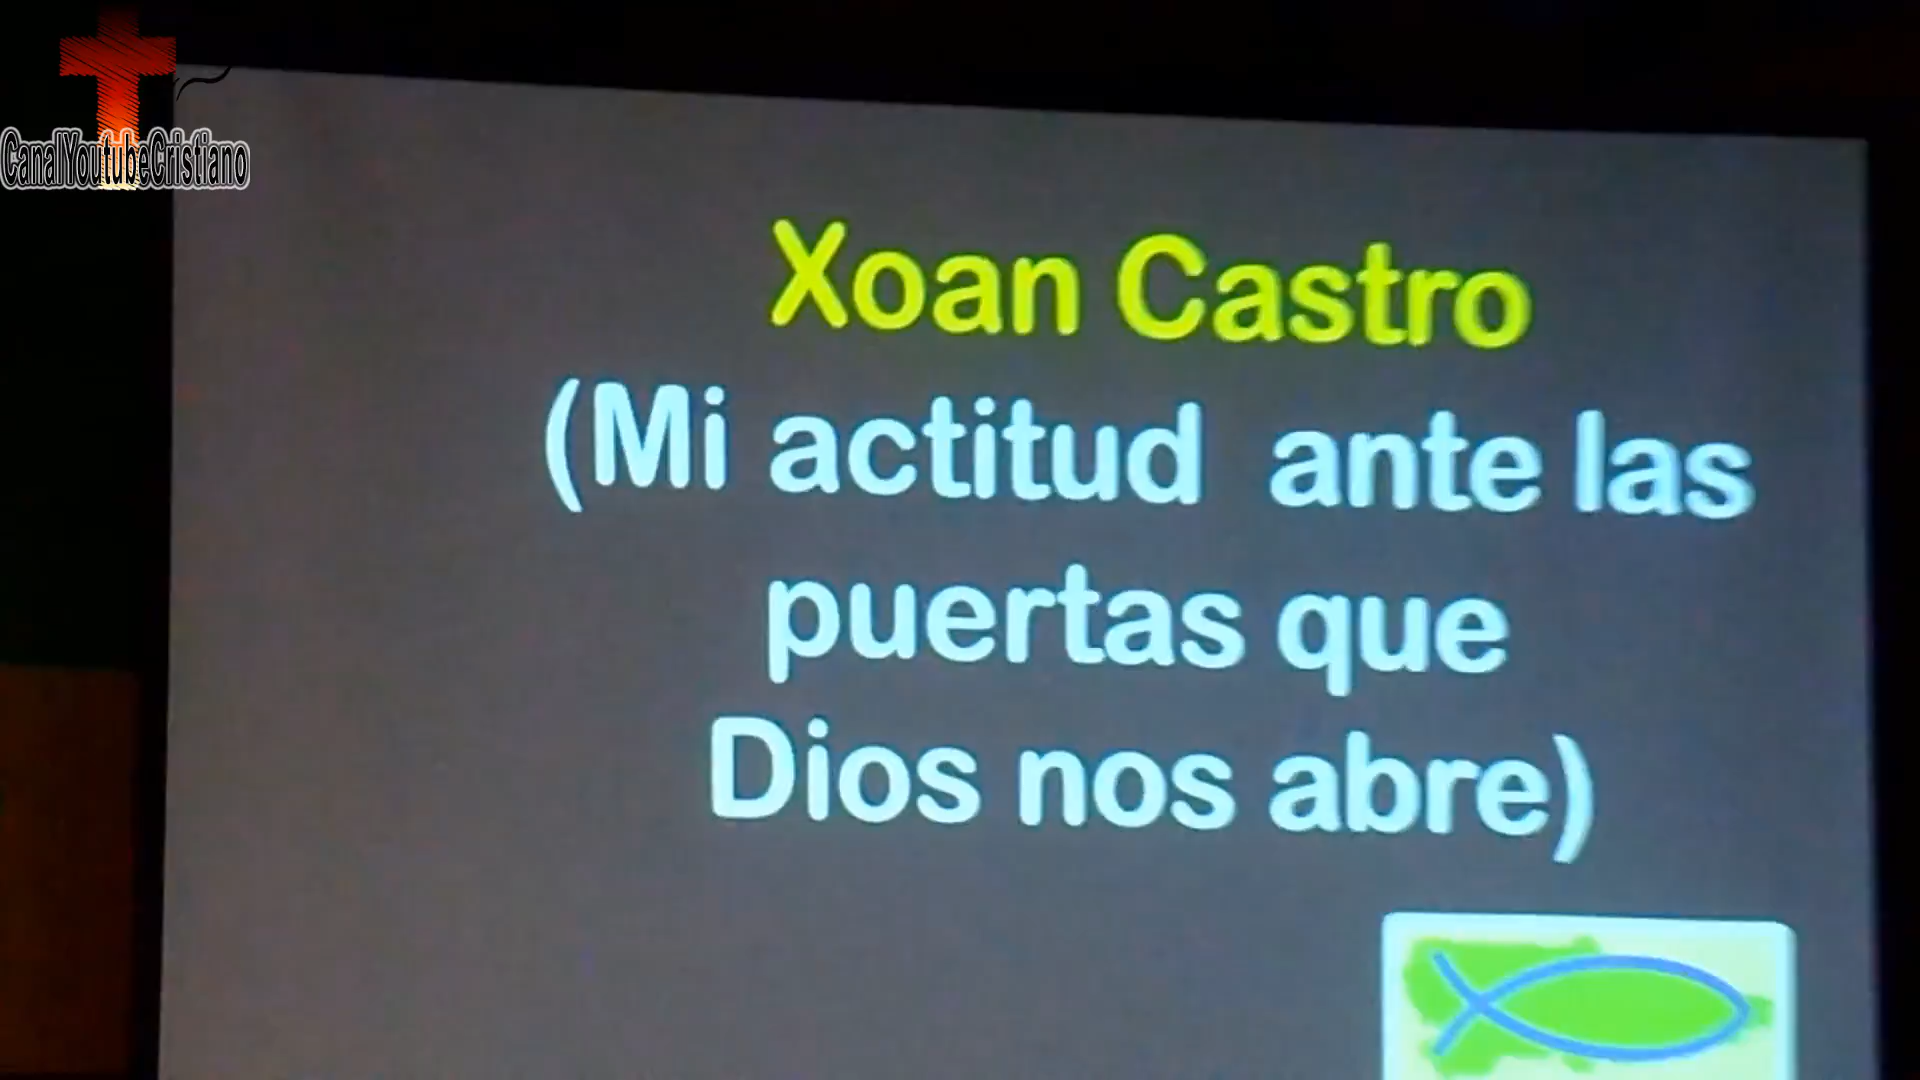 CanalYoutubeCristiano
Xoan Castro
(Mi actitud ante las
puertas que
Dios nos abre)